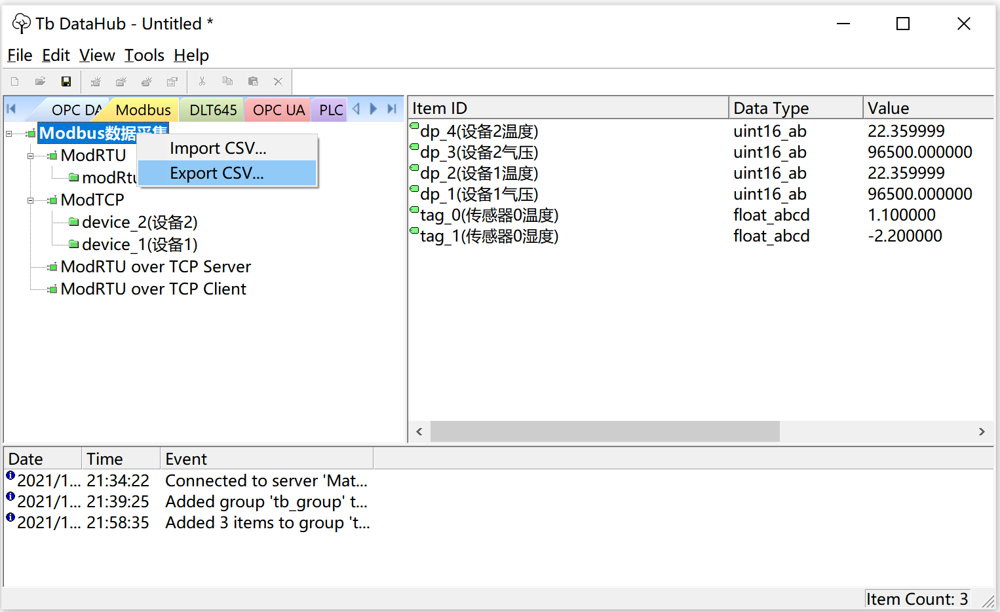 Tb DataHub - Untitled *
File Edit View Tools Help
OPC DA Modbus DLT645 OPC UA PLC
Modbus数据采集
Import CSV...
Export CSV...
ModRTU
modRtu
ModTCP
device_2(设备2)
device_1(设备1)
ModRTU over TCP Server
ModRTU over TCP Client
Item ID Data Type Value
dp_4(设备2温度) uint16_ab 22.359999
dp_3(设备2气压) uint16_ab 96500.000000
dp_2(设备1温度) uint16_ab 22.359999
dp_1(设备1气压) uint16_ab 96500.000000
tag_0(传感器0温度) float_abcd 1.100000
tag_1(传感器0湿度) float_abcd -2.200000
Date Time Event
2021/1... 21:34:22 Connected to server 'Mat...
2021/1... 21:39:25 Added group 'tb_group' t...
2021/1... 21:58:35 Added 3 items to group 't...
Item Count: 3